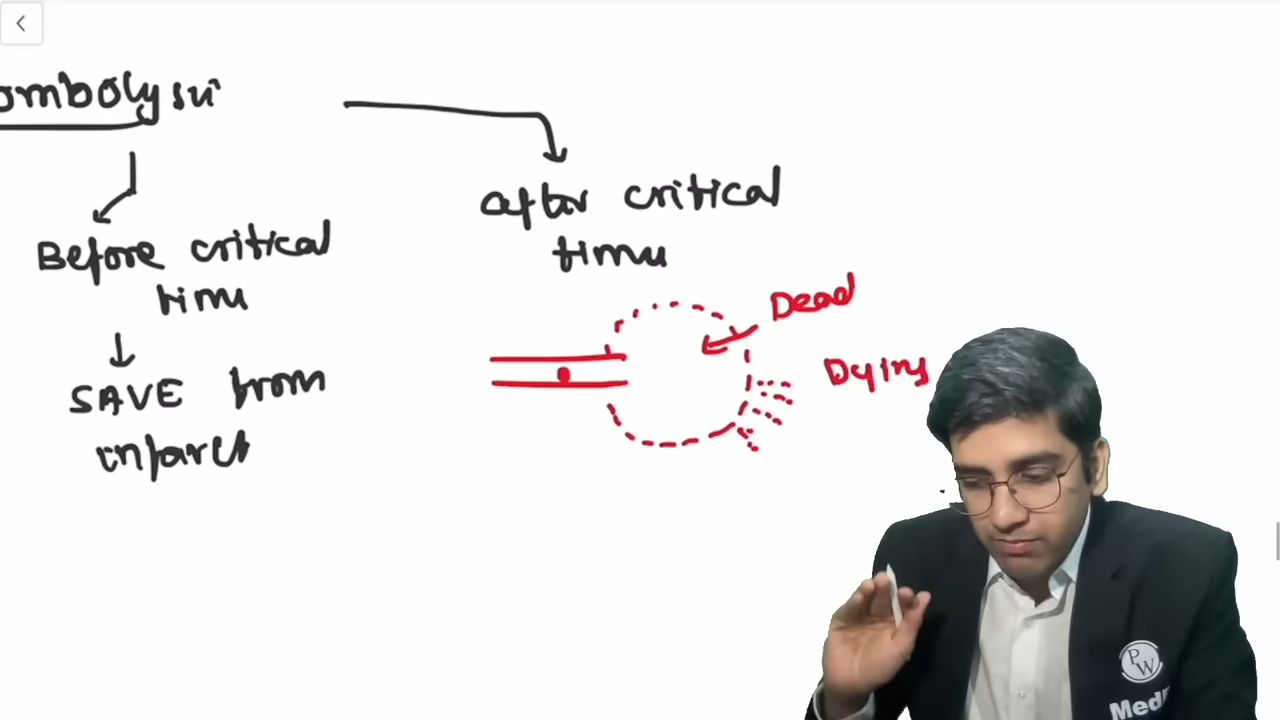 ombolysis
Before critical
time
SAVE from
infarct
after critical
time
Dead
Dying
PW
Med